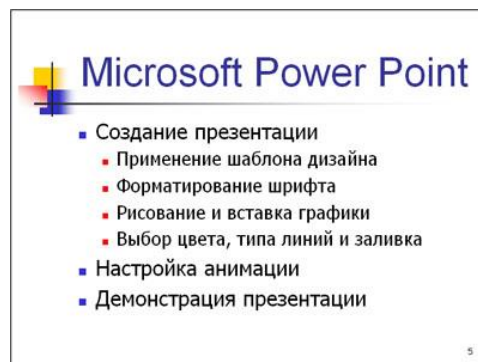 Microsoft Power Point
Создание презентации
Применение шаблона дизайна
Форматирование шрифта
Рисование и вставка графики
Выбор цвета, типа линий и заливка
Настройка анимации
Демонстрация презентации
5